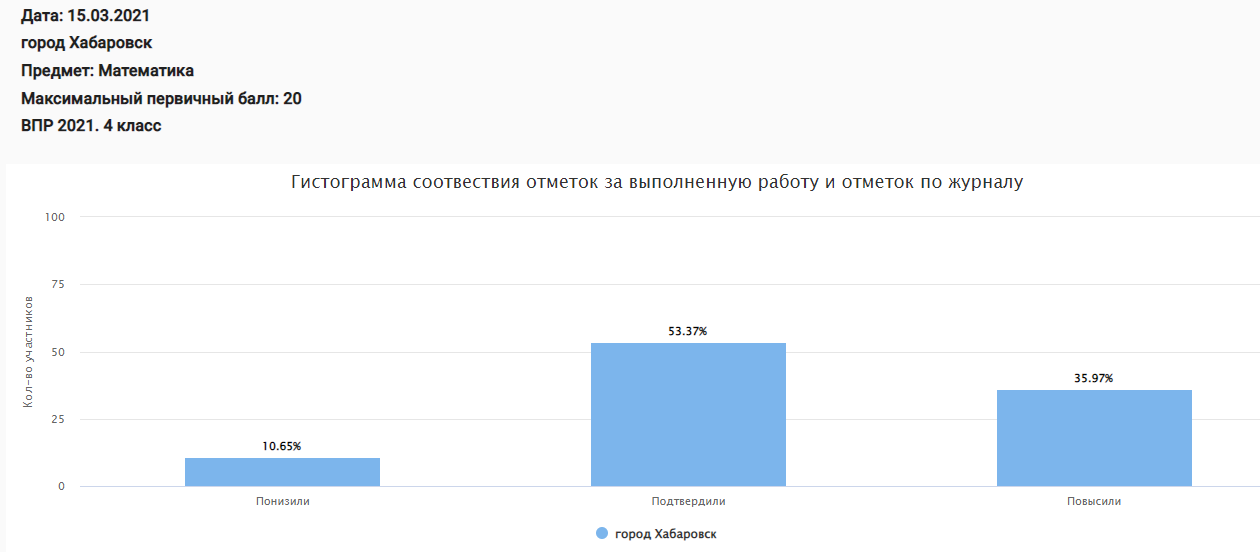 Дата: 15.03.2021
город Хабаровск
Предмет: Математика
Максимальный первичный балл: 20
ВПР 2021. 4 класс
Гистограмма соотвествия отметок за выполненную работу и отметок по журналу
100
75
50
25
0
Кол-во участников
10.65%
53.37%
35.97%
Понизили
Подтвердили
Повысили
город Хабаровск